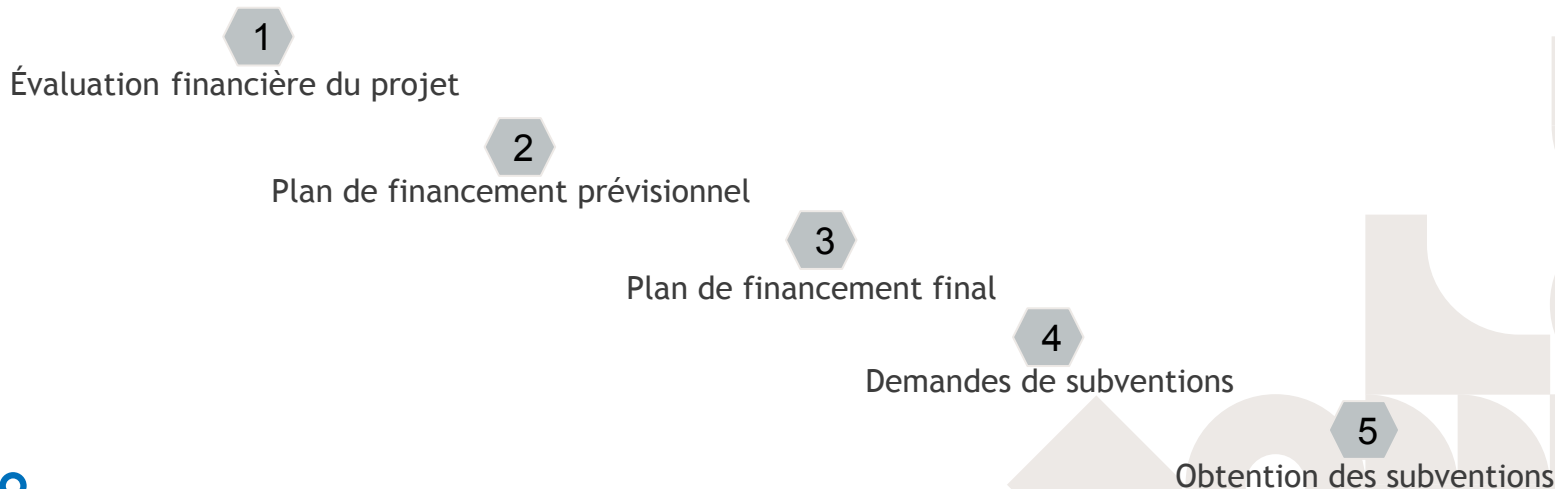 1
Évaluation financière du projet
2
Plan de financement prévisionnel
3
Plan de financement final
4
Demandes de subventions
5
Obtention des subventions